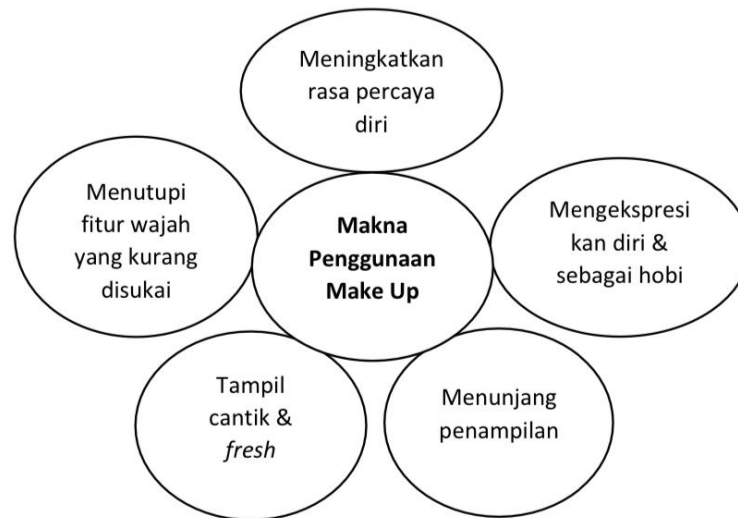 Meningkatkan
rasa percaya
diri
Menutupi
fitur wajah
yang kurang
disukai
Makna
Penggunaan
Make Up
Mengekspresi
kan diri &
sebagai hobi
Tampil
cantik &
fresh
Menunjang
penampilan